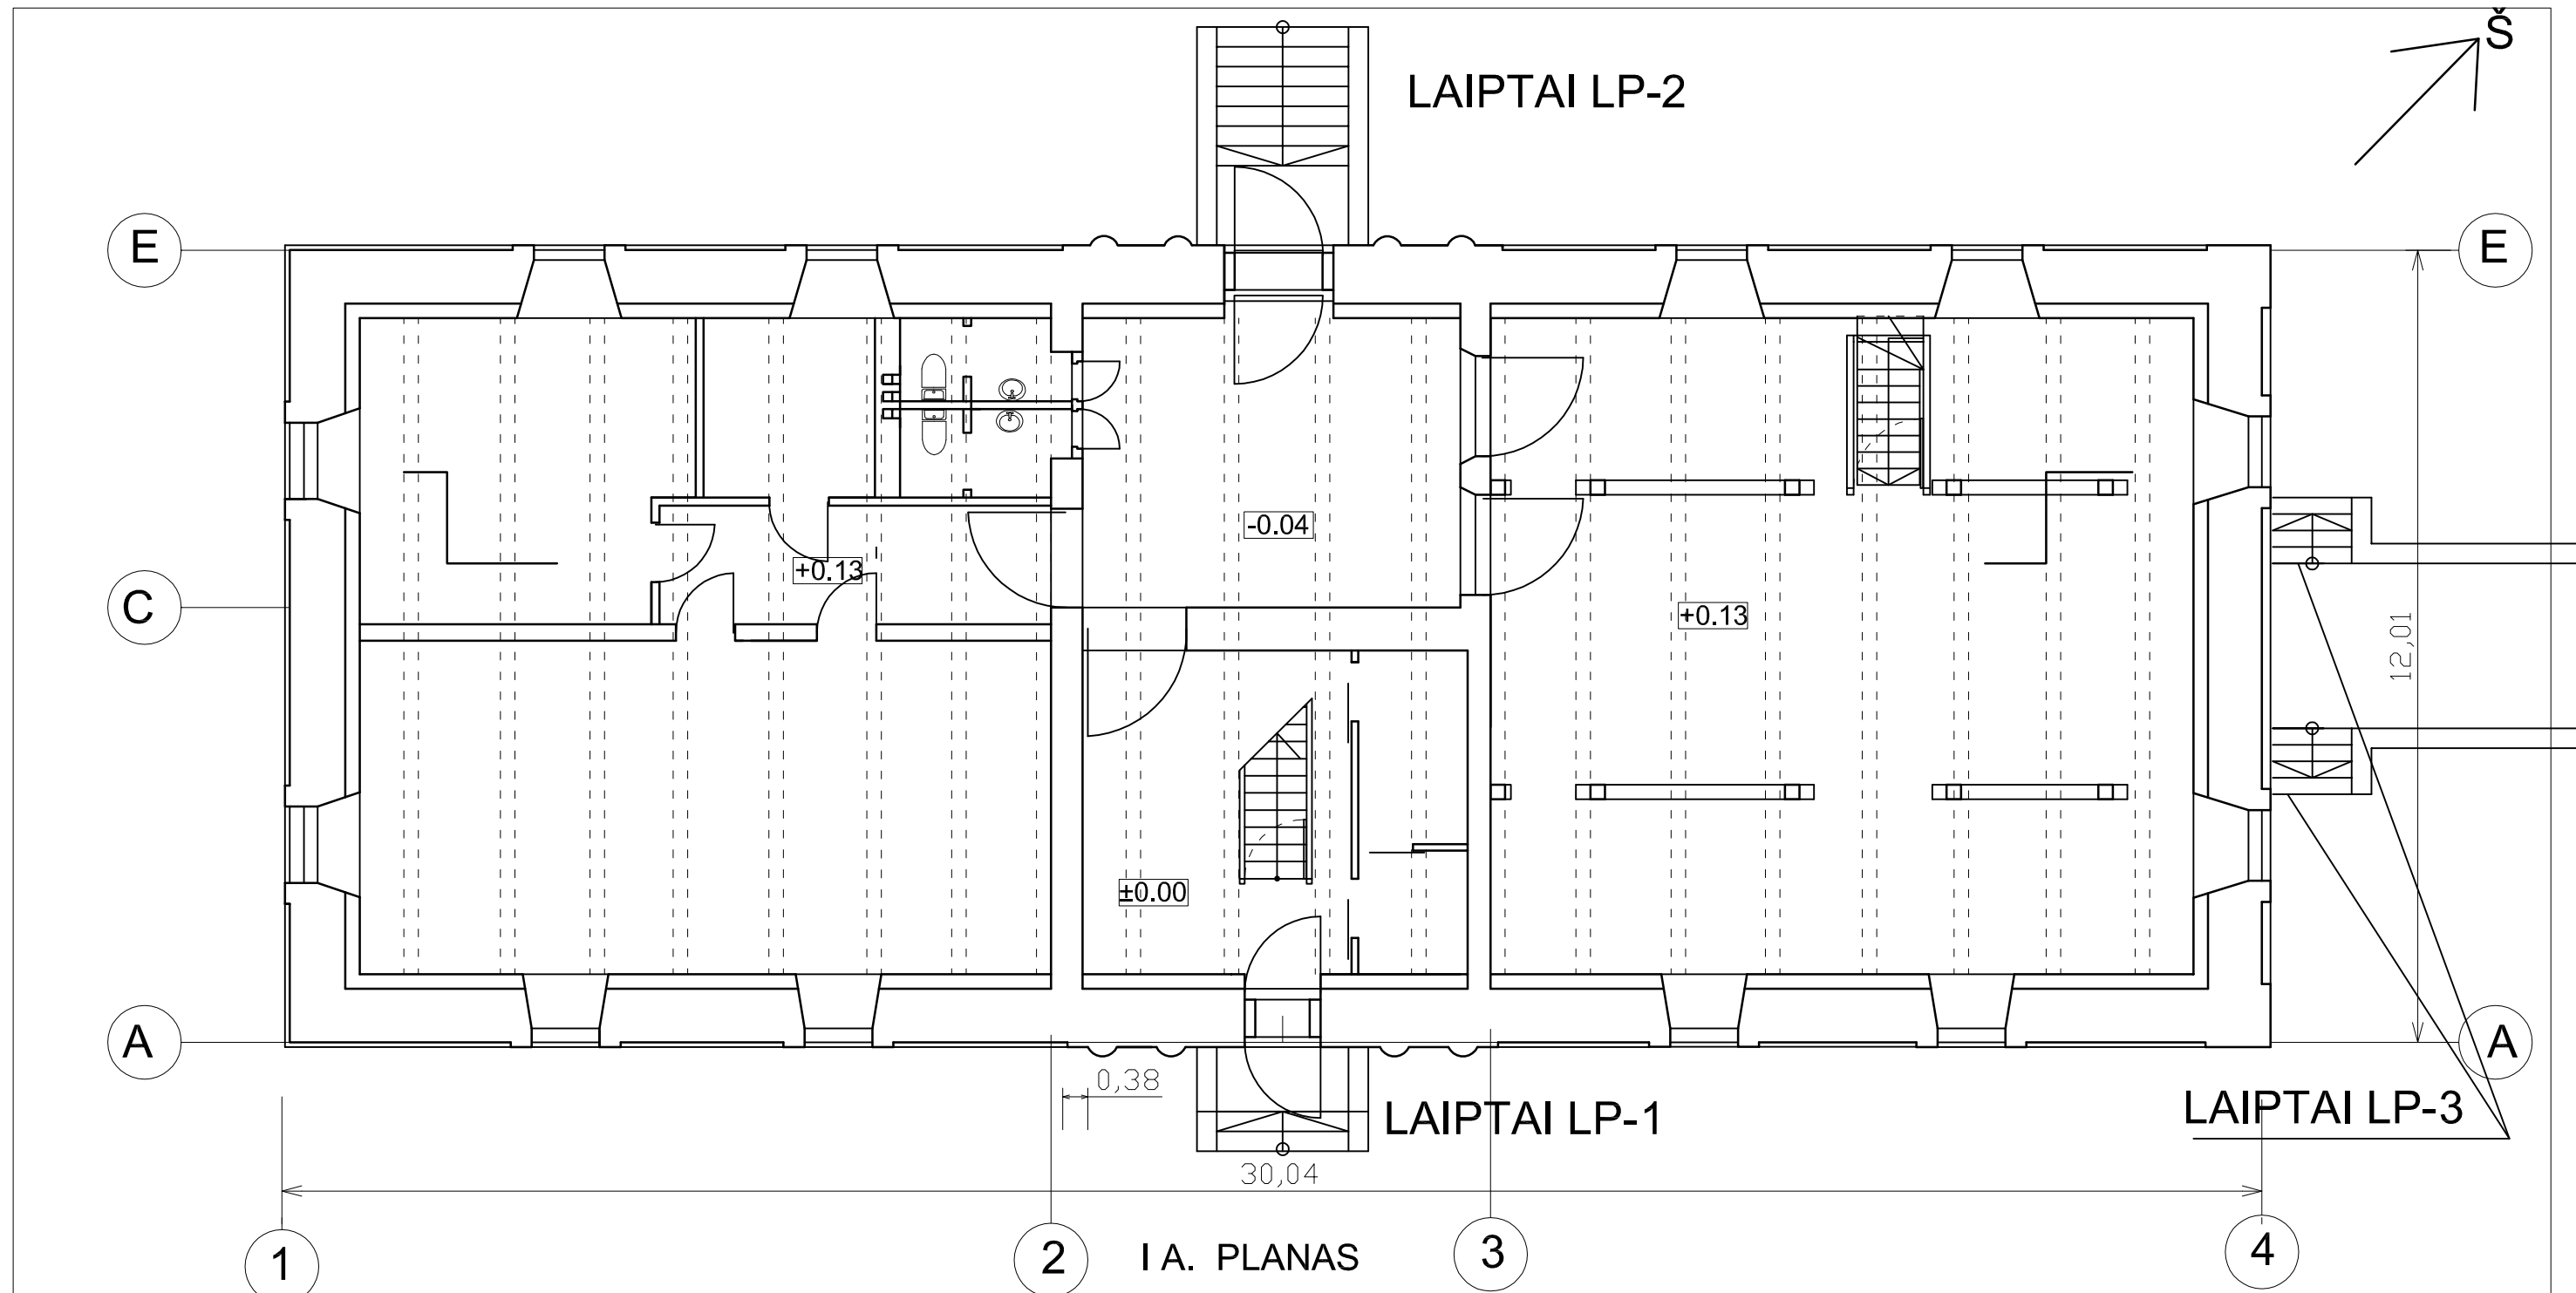 Š
LAIPTAI LP-2
E
E
-0.04
+0.13
C
+0.13
12,01
±0.00
A
A
0,38
LAIPTAI LP-1
LAIPTAI LP-3
30,04
1
2
I A. PLANAS
3
4